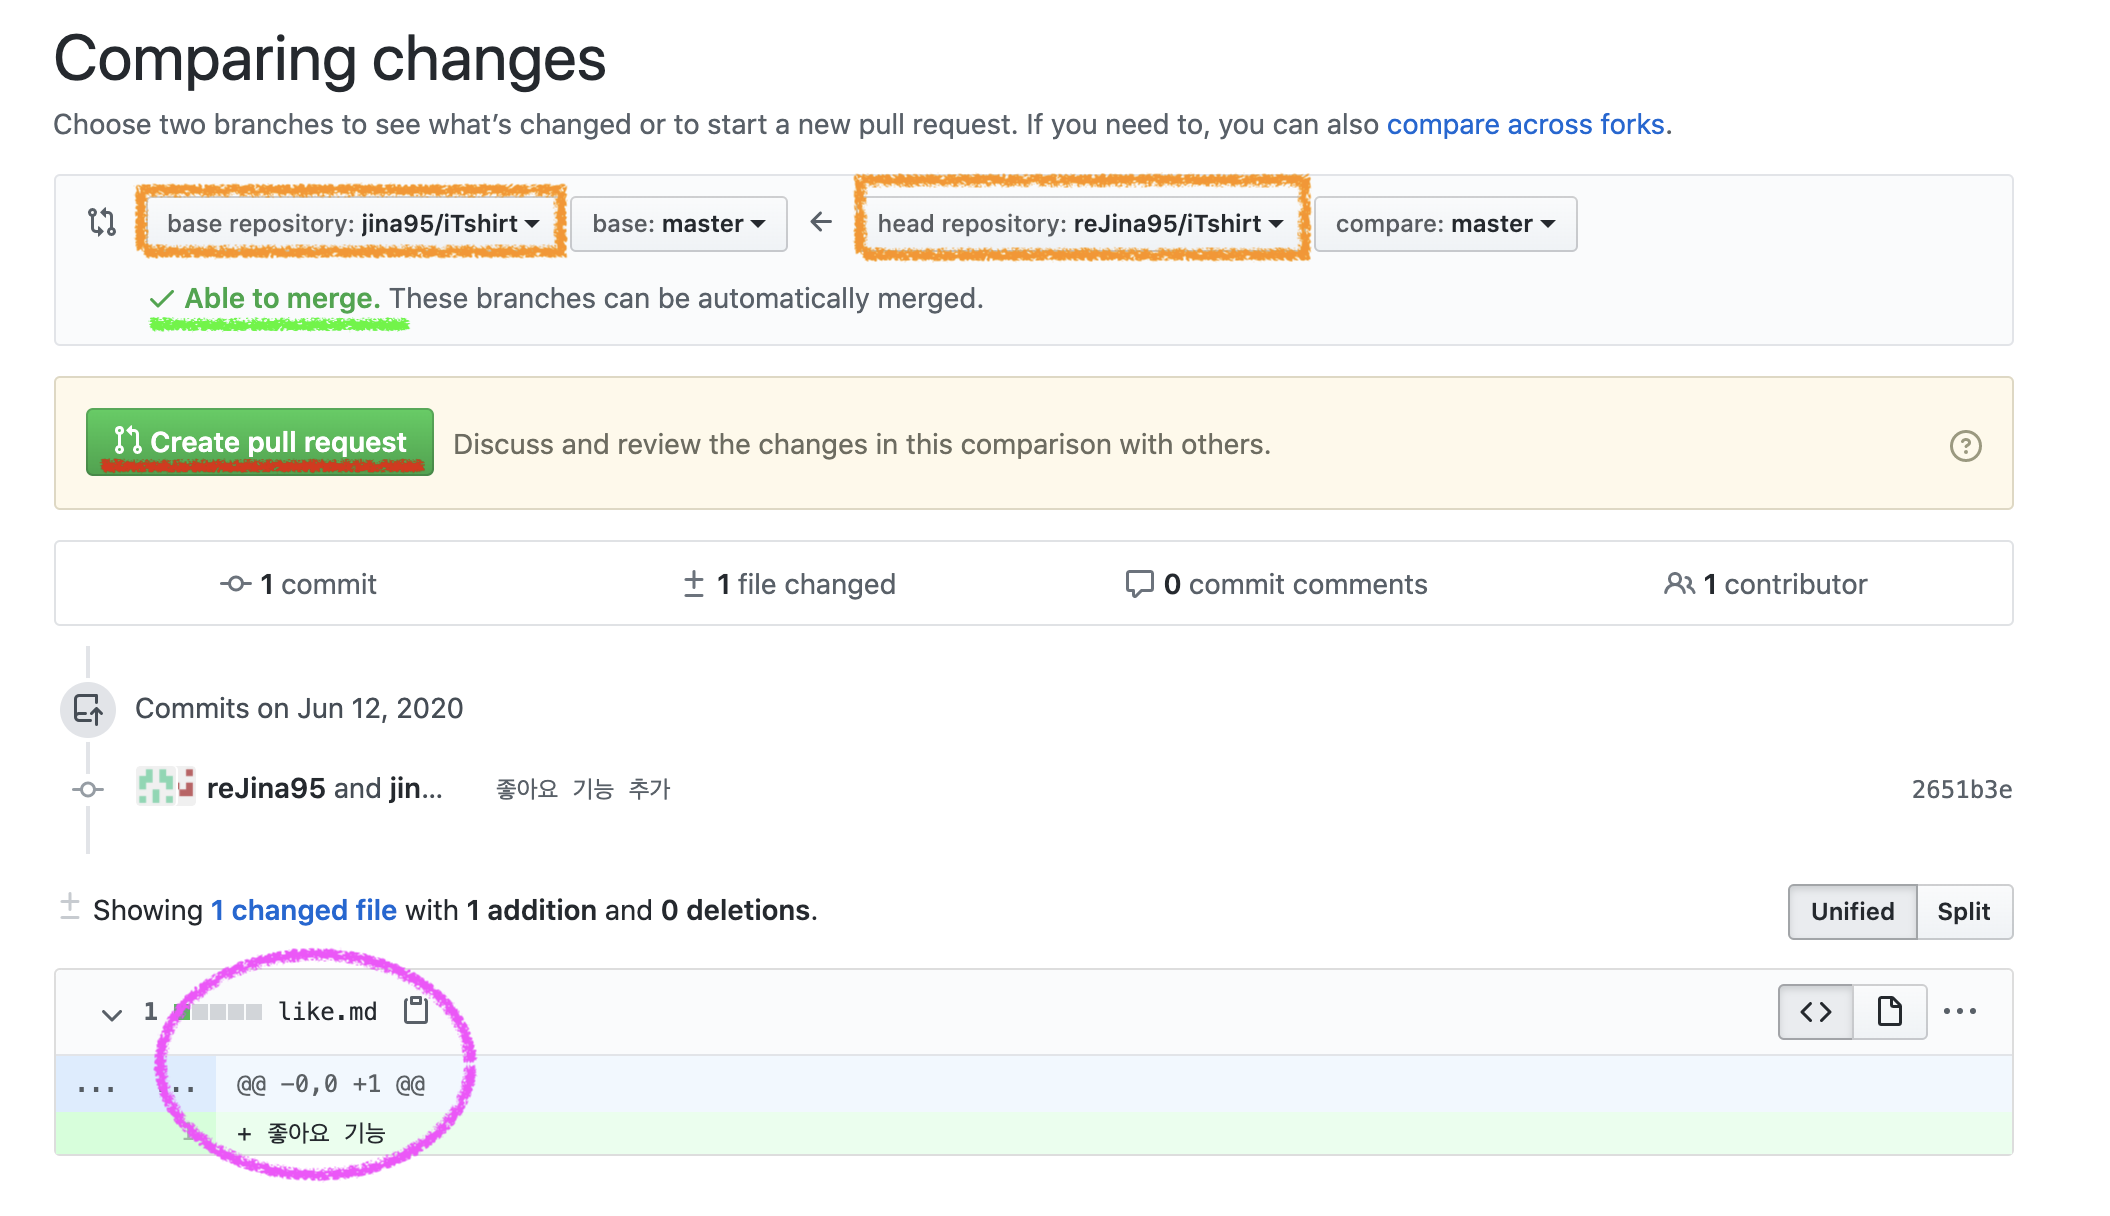 Comparing changes
Choose two branches to see what’s changed or to start a new pull request. If you need to, you can also compare across forks.
base repository: jina95/iTshirt base: master ← head repository: reJina95/iTshirt compare: master
✓ Able to merge. These branches can be automatically merged.
Create pull request Discuss and review the changes in this comparison with others. ?
1 commit 1 file changed 0 commit comments 1 contributor
Commits on Jun 12, 2020
reJina95 and jin... 좋아요 기능 추가 2651b3e
Showing 1 changed file with 1 addition and 0 deletions. Unified Split
1 like.md
... .. @@ -0,0 +1 @@
1 + 좋아요 기능